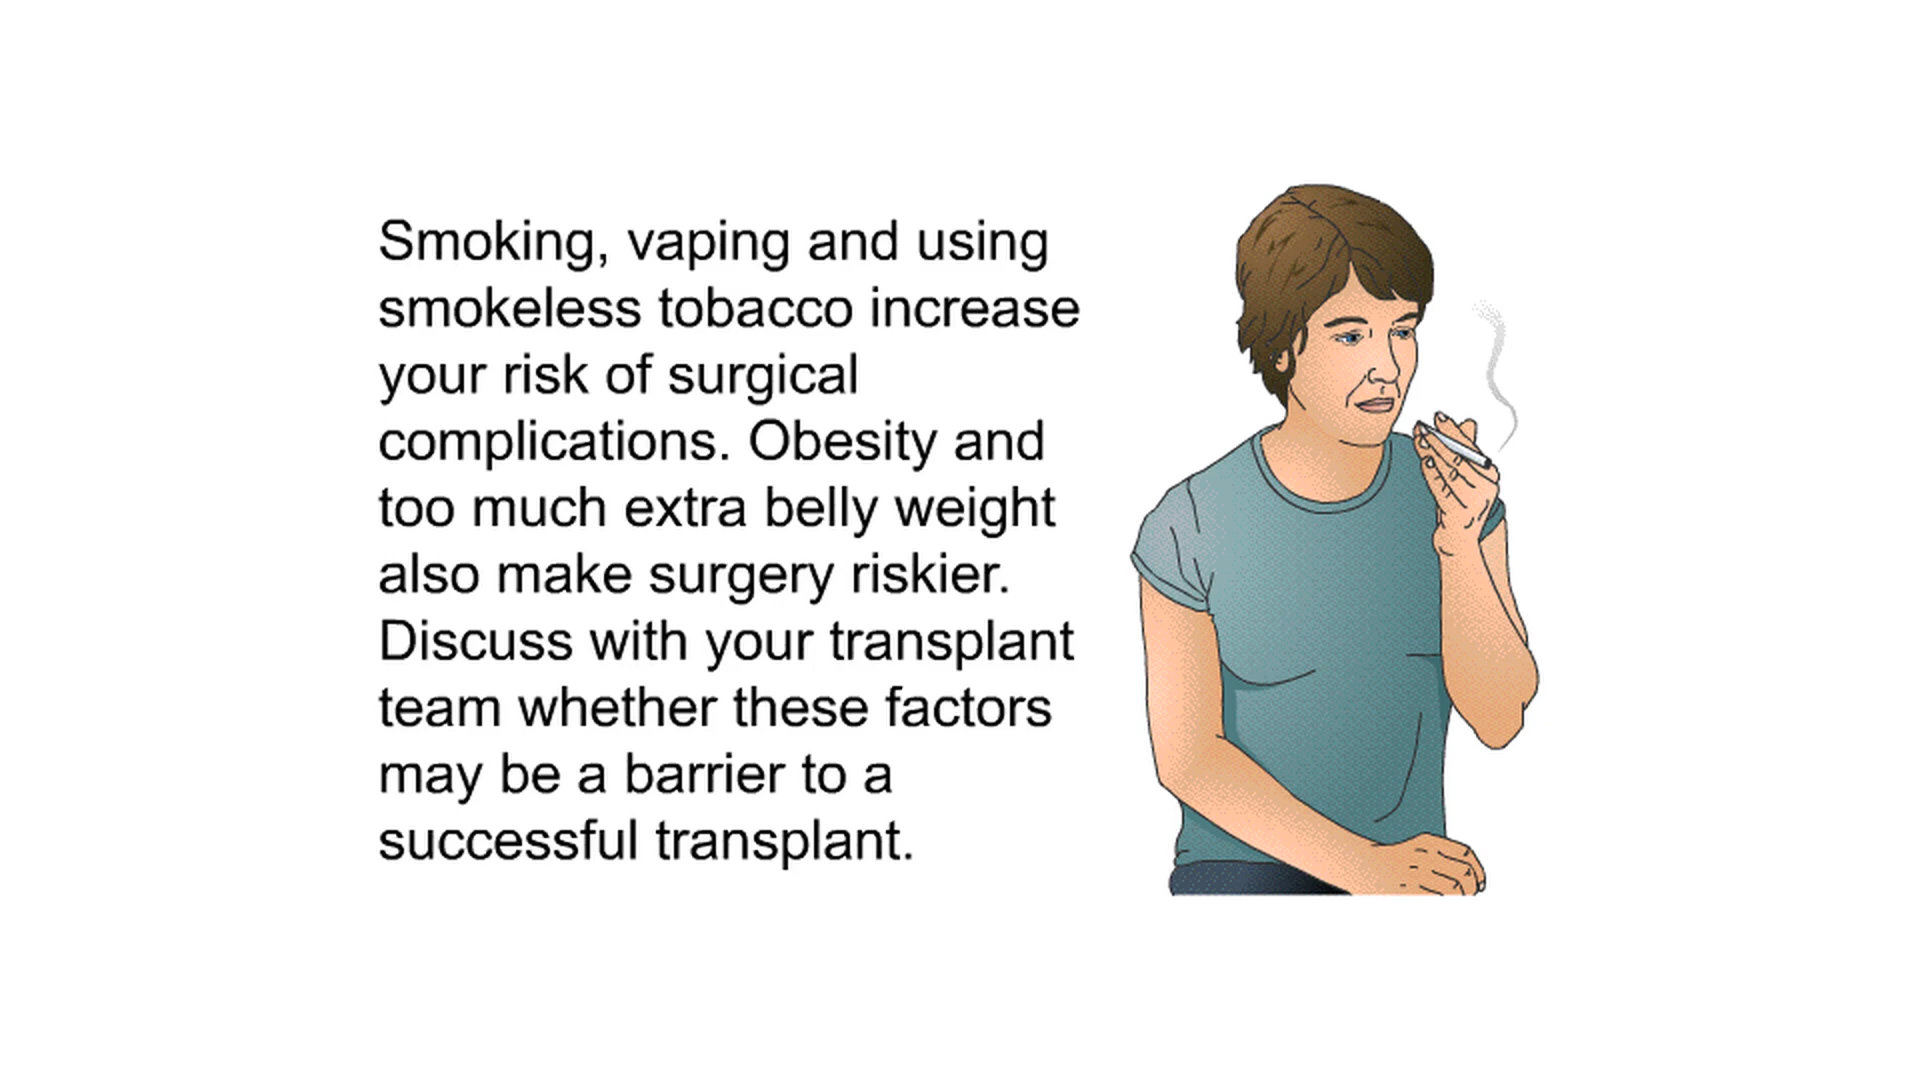 Smoking, vaping and using
smokeless tobacco increase
your risk of surgical
complications. Obesity and
too much extra belly weight
also make surgery riskier.
Discuss with your transplant
team whether these factors
may be a barrier to a
successful transplant.